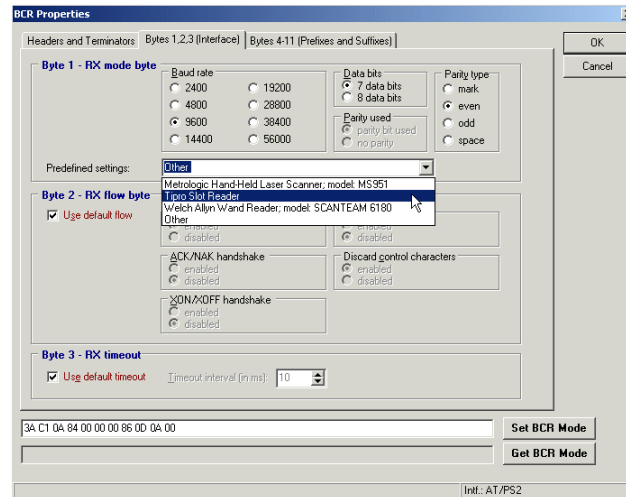 BCR Properties
Headers and Terminators
Bytes 1,2,3 (Interface)
Bytes 4-11 (Prefixes and Suffixes)
OK
Cancel
Byte 1 - RX mode byte
Baud rate
2400
19200
4800
28800
9600
38400
14400
56000
Data bits
7 data bits
8 data bits
Parity used
parity bit used
no parity
Parity type
mark
even
odd
space
Predefined settings:
Other
Metrologic Hand-Held Laser Scanner; model: MS951
Tipro Slot Reader
Welch Allyn Wand Reader; model: SCANTEAM 6180
Other
Byte 2 - RX flow byte
Use default flow
enabled
disabled
enabled
disabled
ACK/NAK handshake
enabled
disabled
Discard control characters
enabled
disabled
XON/XOFF handshake
enabled
disabled
Byte 3 - RX timeout
Use default timeout
Timeout interval (in ms):
10
3A C1 0A 84 00 00 00 86 0D 0A 00
Set BCR Mode
Get BCR Mode
Intf.: AT/PS2